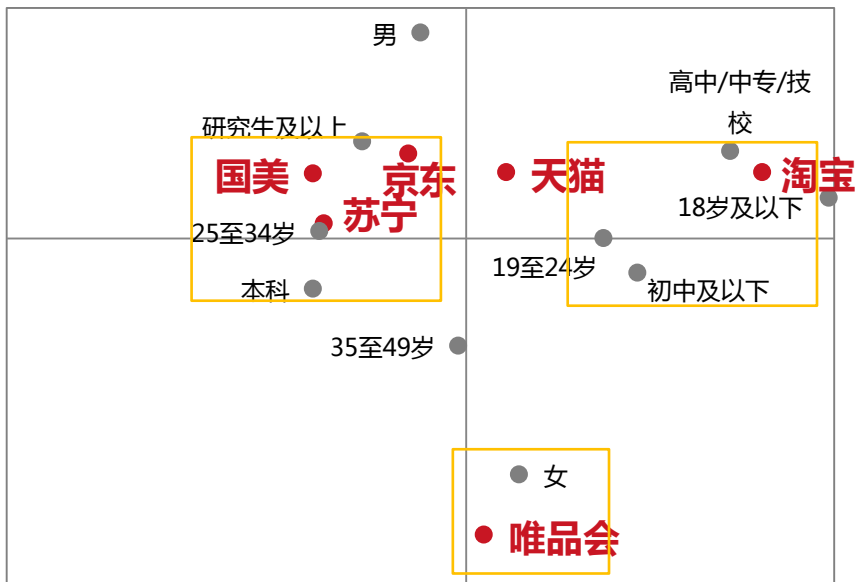 男
高中/中专/技
校
研究生及以上
国美
京东
天猫
淘宝
苏宁
18岁及以下
25至34岁
19至24岁
本科
初中及以下
35至49岁
女
唯品会